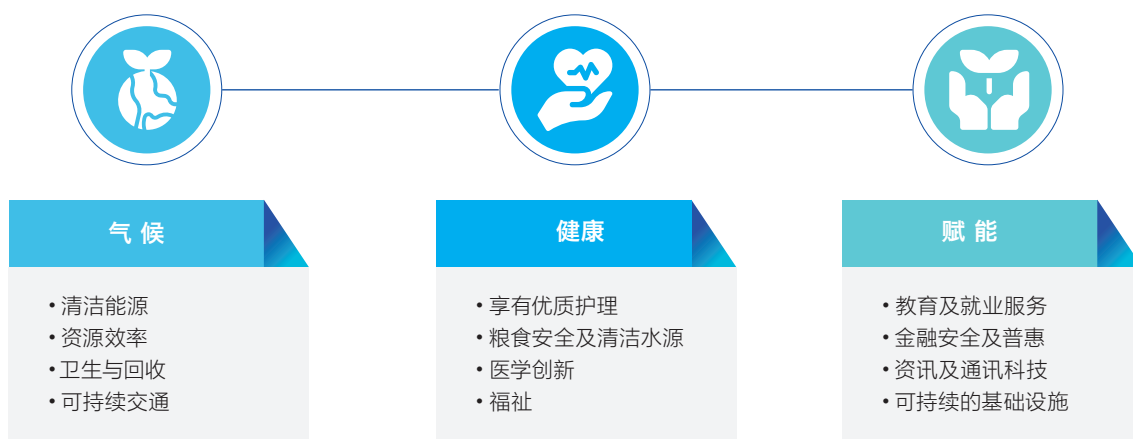 气候
• 清洁能源
• 资源效率
• 卫生与回收
• 可持续交通
健康
• 享有优质护理
• 粮食安全及清洁水源
• 医学创新
• 福祉
赋能
• 教育及就业服务
• 金融安全及普惠
• 资讯及通讯科技
• 可持续的基础设施